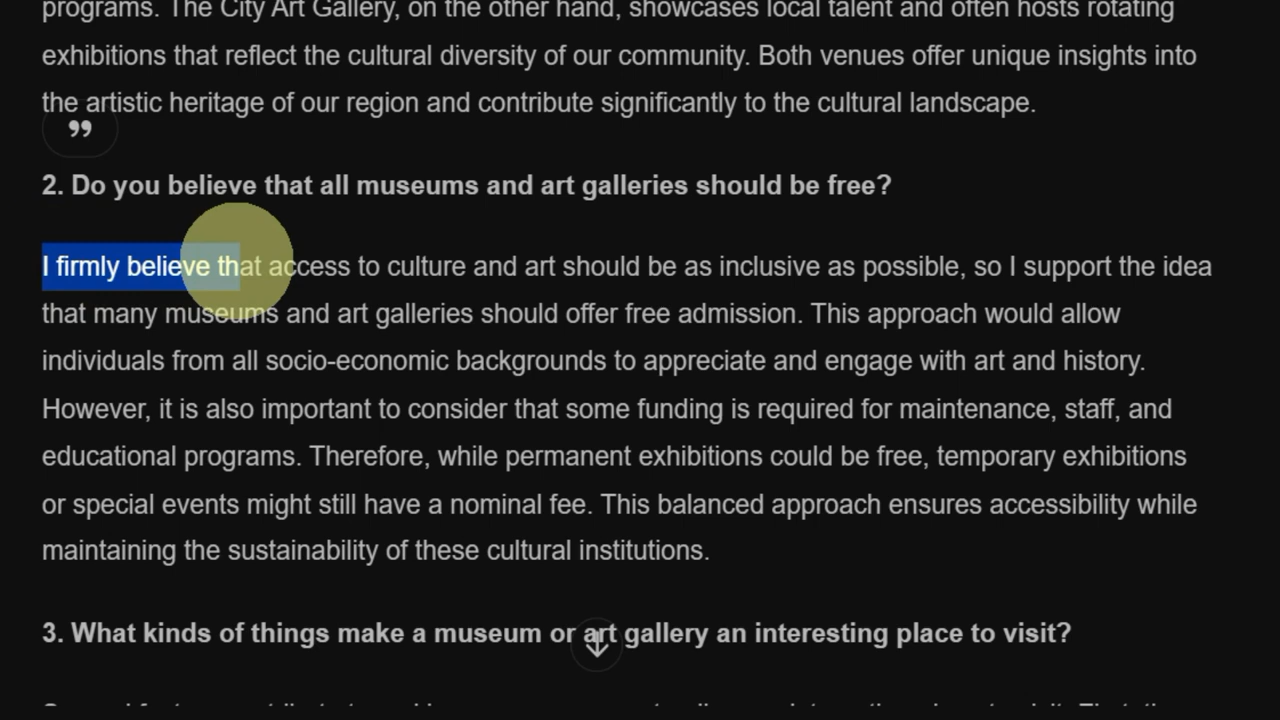 programs. The City Art Gallery, on the other hand, showcases local talent and often hosts rotating
exhibitions that reflect the cultural diversity of our community. Both venues offer unique insights into
the artistic heritage of our region and contribute significantly to the cultural landscape.
2. Do you believe that all museums and art galleries should be free?
I firmly believe that access to culture and art should be as inclusive as possible, so I support the idea
that many museums and art galleries should offer free admission. This approach would allow
individuals from all socio-economic backgrounds to appreciate and engage with art and history.
However, it is also important to consider that some funding is required for maintenance, staff, and
educational programs. Therefore, while permanent exhibitions could be free, temporary exhibitions
or special events might still have a nominal fee. This balanced approach ensures accessibility while
maintaining the sustainability of these cultural institutions.
3. What kinds of things make a museum or art gallery an interesting place to visit?